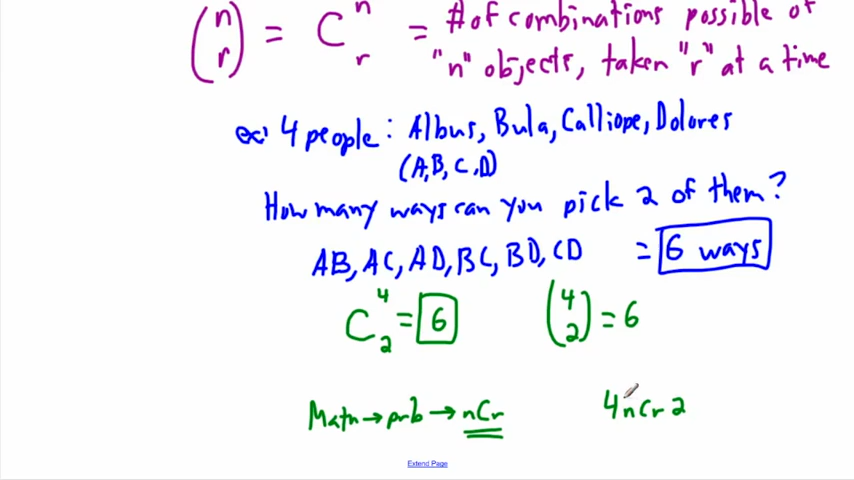 (n r) = C n r = # of combinations possible of
"n" objects, taken "r" at a time
ex: 4 people: Albus, Bula, Calliope, Dolores
(A,B,C,D)
How many ways can you pick 2 of them?
AB, AC, AD, BC, BD, CD = 6 ways
C 4 2 = 6 (4 2) = 6
Math → prb → nCr 4 nCr 2
Extend Page